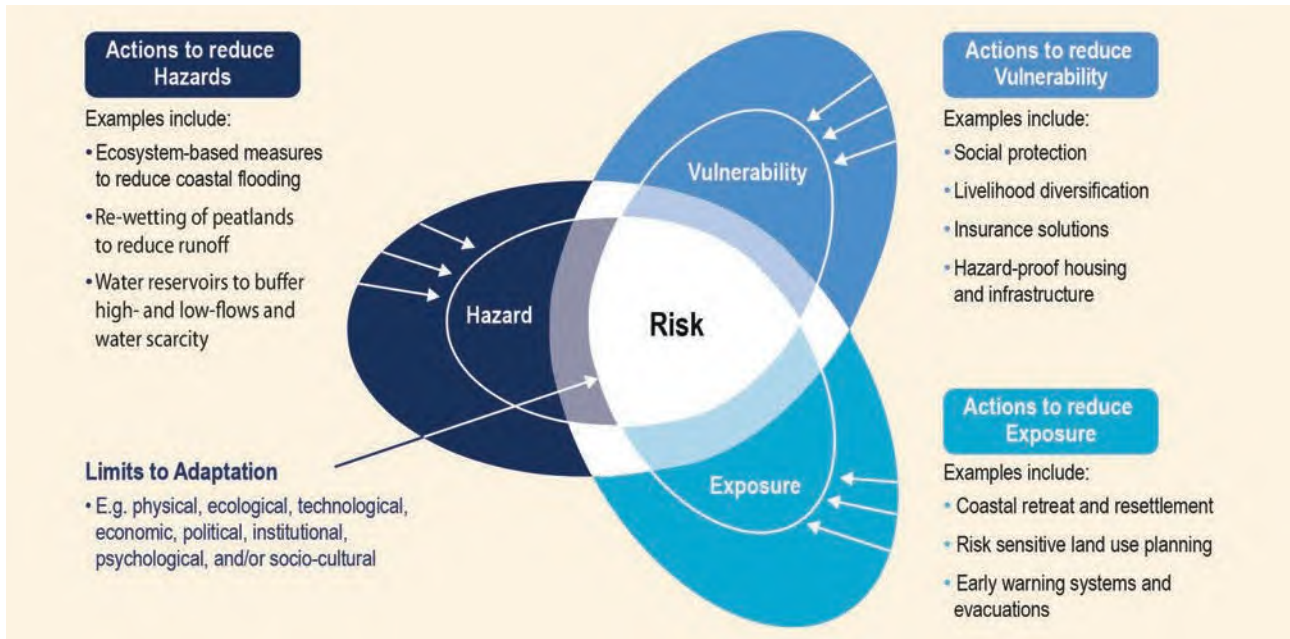 Actions to reduce
Hazards
Examples include:
• Ecosystem-based measures
to reduce coastal flooding
• Re-wetting of peatlands
to reduce runoff
• Water reservoirs to buffer
high- and low-flows and
water scarcity
Limits to Adaptation
• E.g. physical, ecological, technological,
economic, political, institutional,
psychological, and/or socio-cultural
Hazard
Vulnerability
Risk
Exposure
Actions to reduce
Vulnerability
Examples include:
• Social protection
• Livelihood diversification
• Insurance solutions
• Hazard-proof housing
and infrastructure
Actions to reduce
Exposure
Examples include:
• Coastal retreat and resettlement
• Risk sensitive land use planning
• Early warning systems and
evacuations